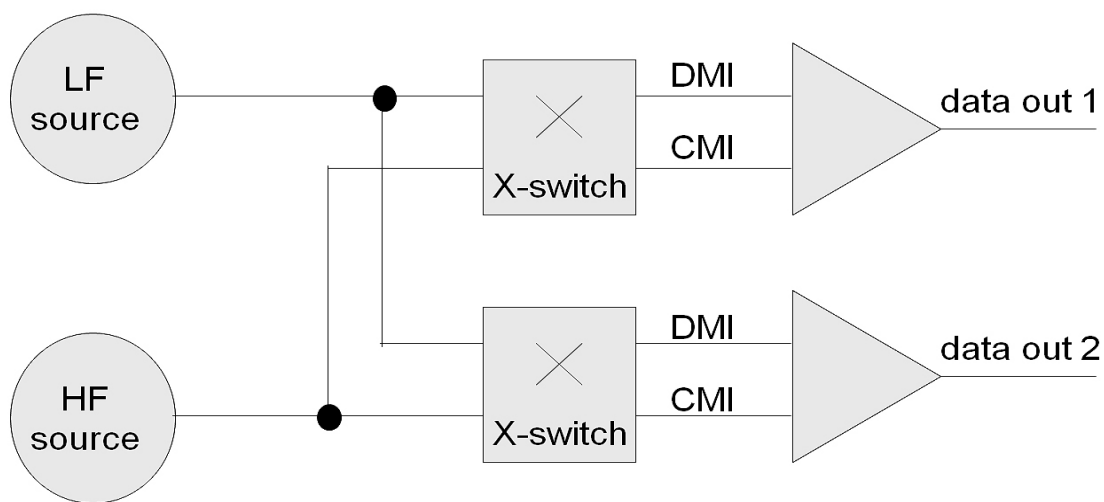 LF
source
X-switch
DMI
CMI
data out 1
HF
source
X-switch
DMI
CMI
data out 2